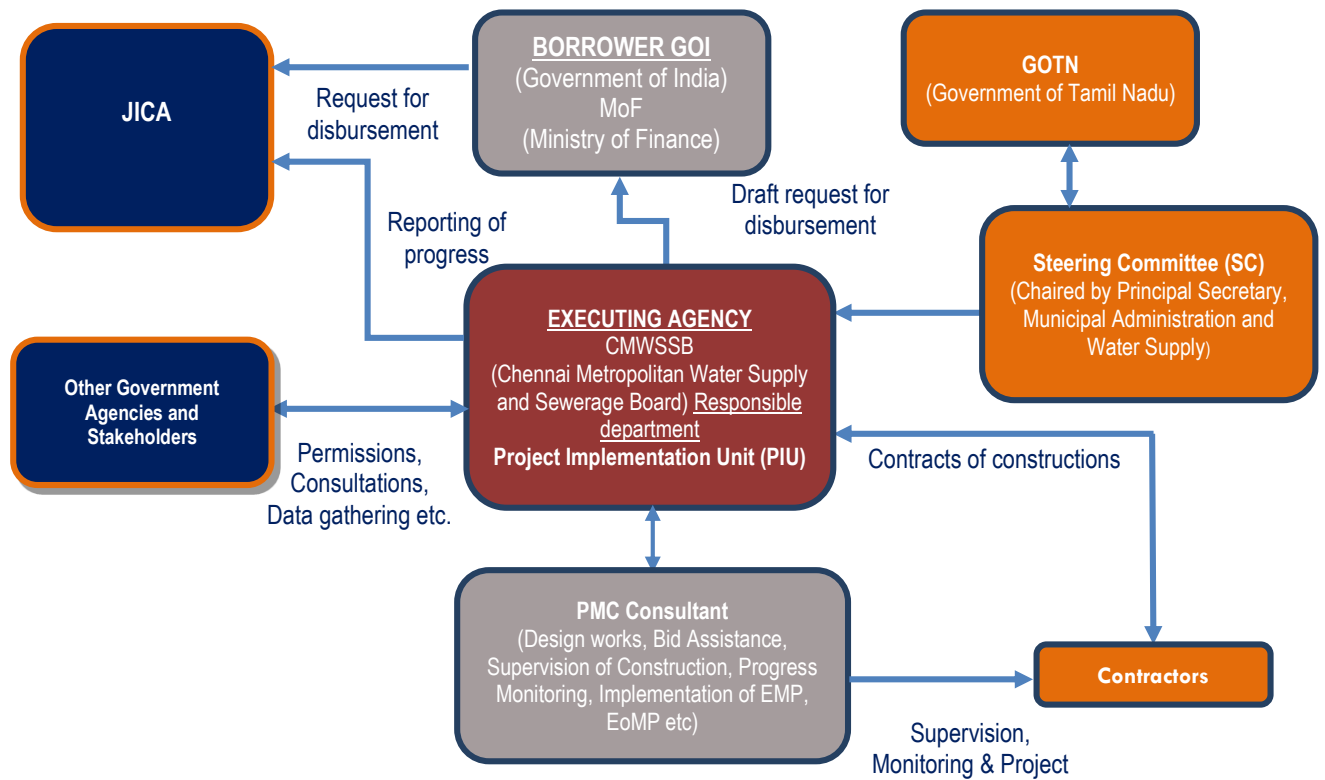 JICA
BORROWER GOI
(Government of India)
MoF
(Ministry of Finance)
GOTN
(Government of Tamil Nadu)
Request for
disbursement
Draft request for
disbursement
Reporting of
progress
Steering Committee (SC)
(Chaired by Principal Secretary,
Municipal Administration and
Water Supply)
EXECUTING AGENCY
CMWSSB
(Chennai Metropolitan Water Supply
and Sewerage Board) Responsible
department
Project Implementation Unit (PIU)
Other Government
Agencies and
Stakeholders
Permissions,
Consultations,
Data gathering etc.
Contracts of constructions
PMC Consultant
(Design works, Bid Assistance,
Supervision of Construction, Progress
Monitoring, Implementation of EMP,
EoMP etc)
Contractors
Supervision,
Monitoring & Project